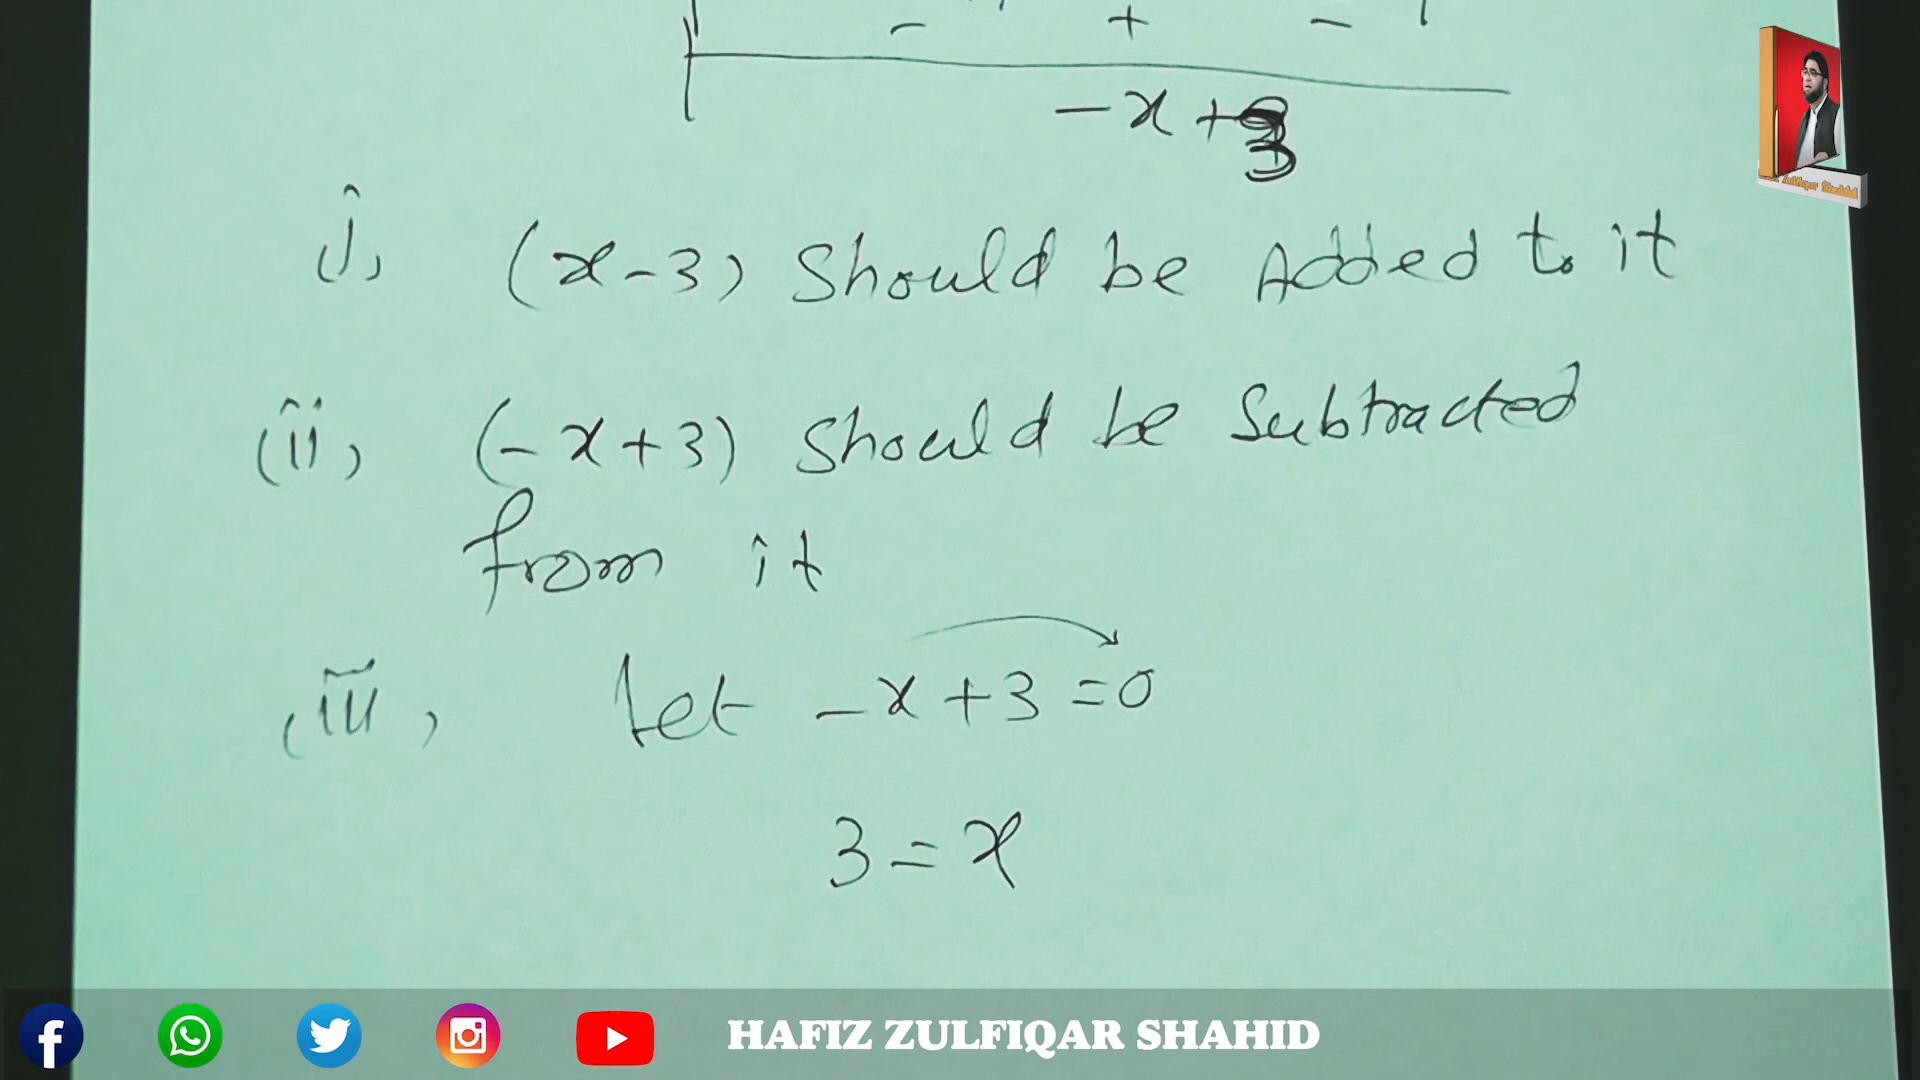 - + -
-x+3
(i) (x-3) should be Added to it
(ii) (-x+3) should be subtracted
from it
(iii) Let -x+3=0
3=x
HAFIZ ZULFIQAR SHAHID